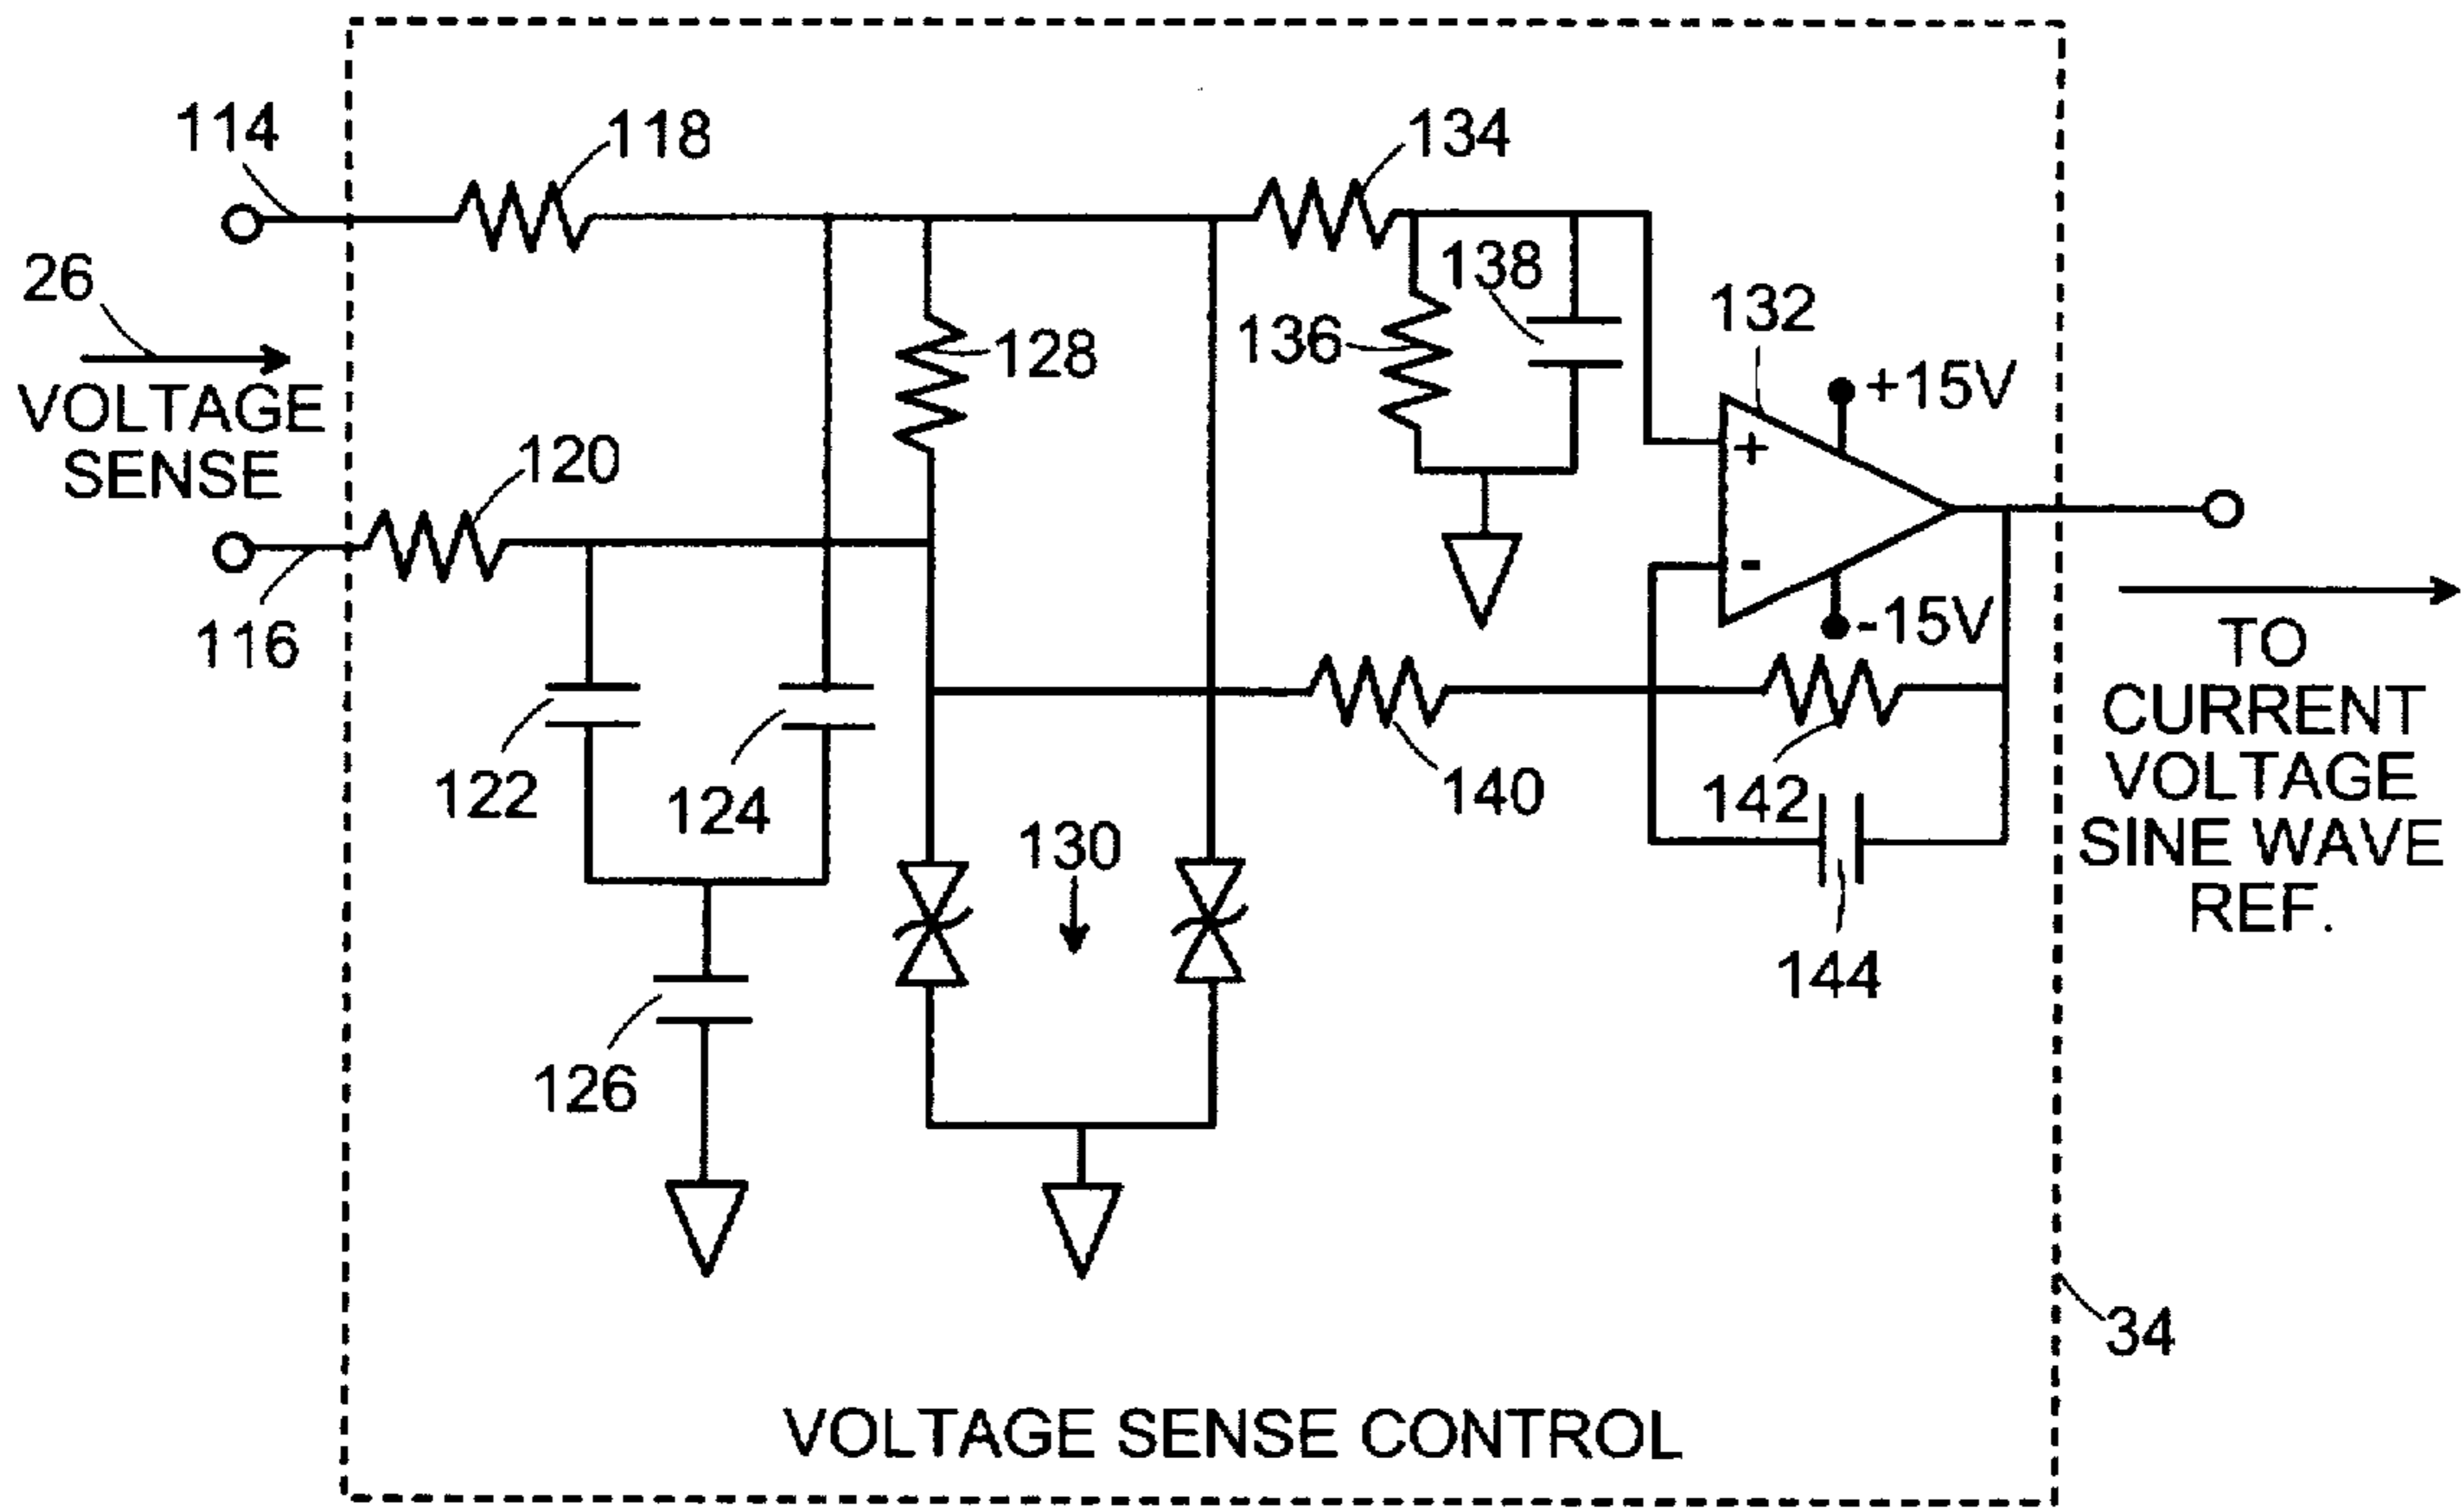 114
118
134
26
138
132
136
128
+15V
VOLTAGE
SENSE
+
120
-
-15V
116
TO
CURRENT
VOLTAGE
SINE WAVE
REF.
122
124
130
140
142
144
126
34
VOLTAGE SENSE CONTROL